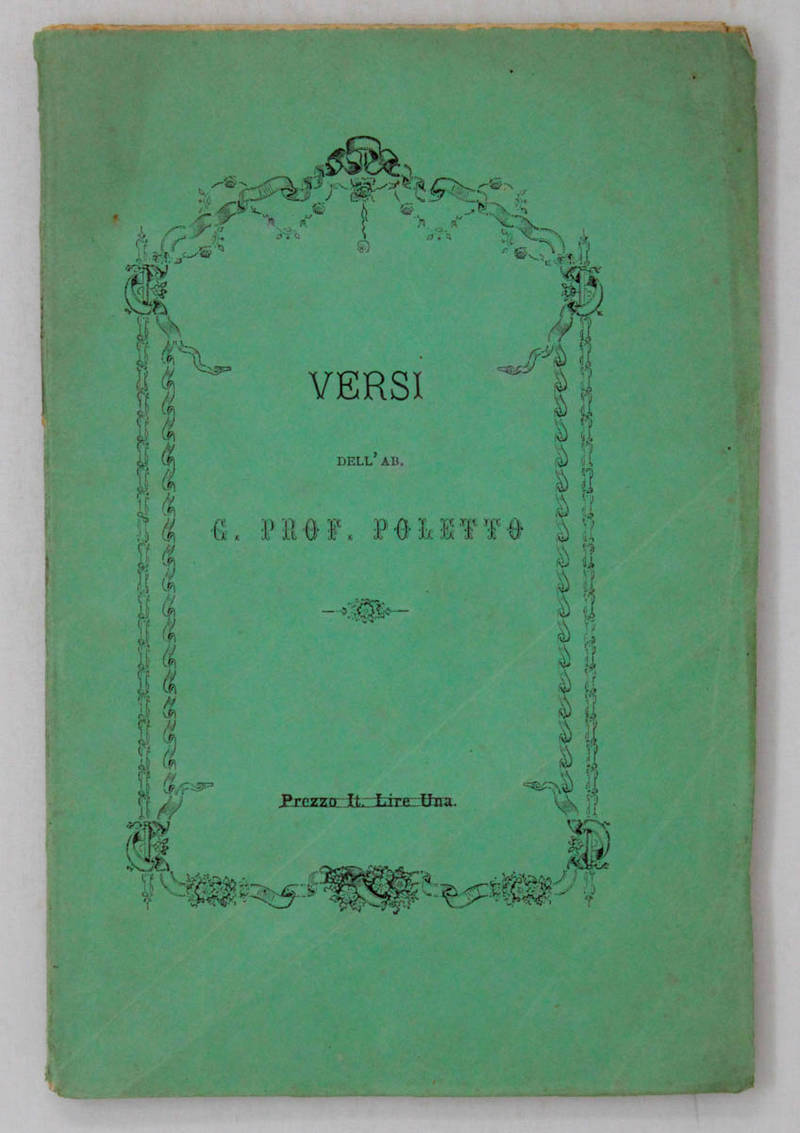 VERSI
DELL'AB.
G. PROF. POLETTO
Prezzo It. Lire Una.